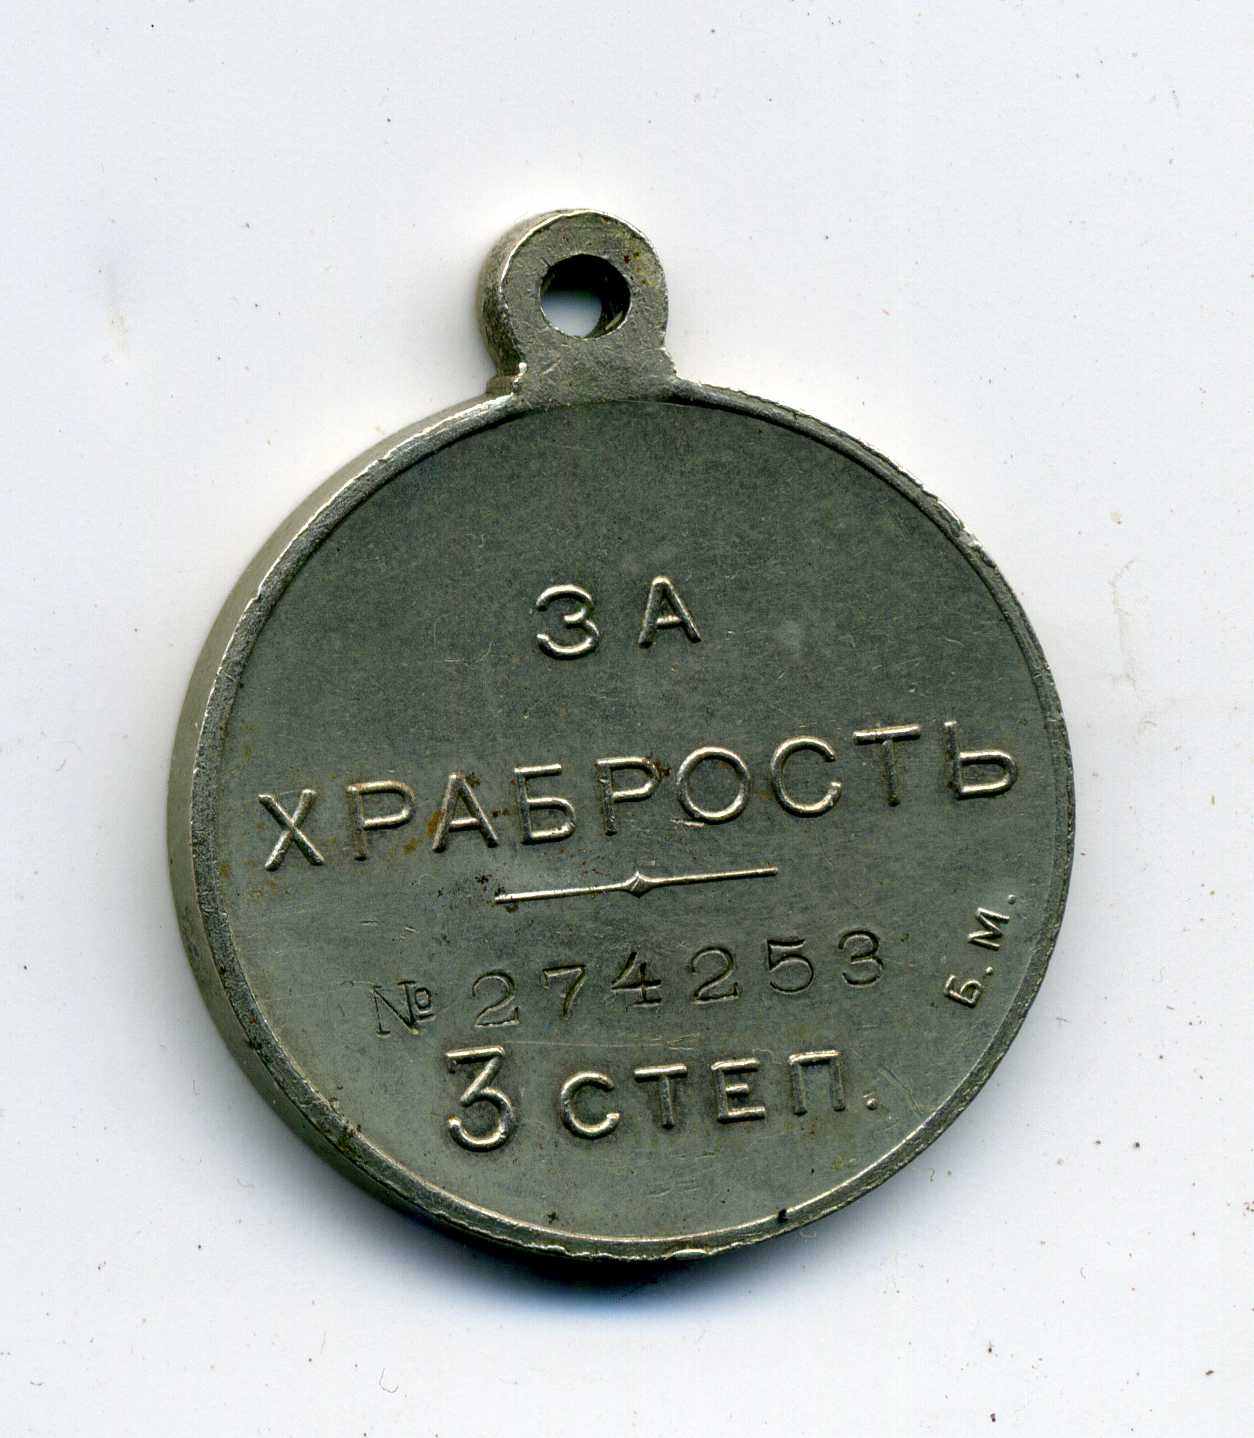 ЗА
ХРАБРОСТЬ
№ 274253
3 СТЕП.
Б.М.